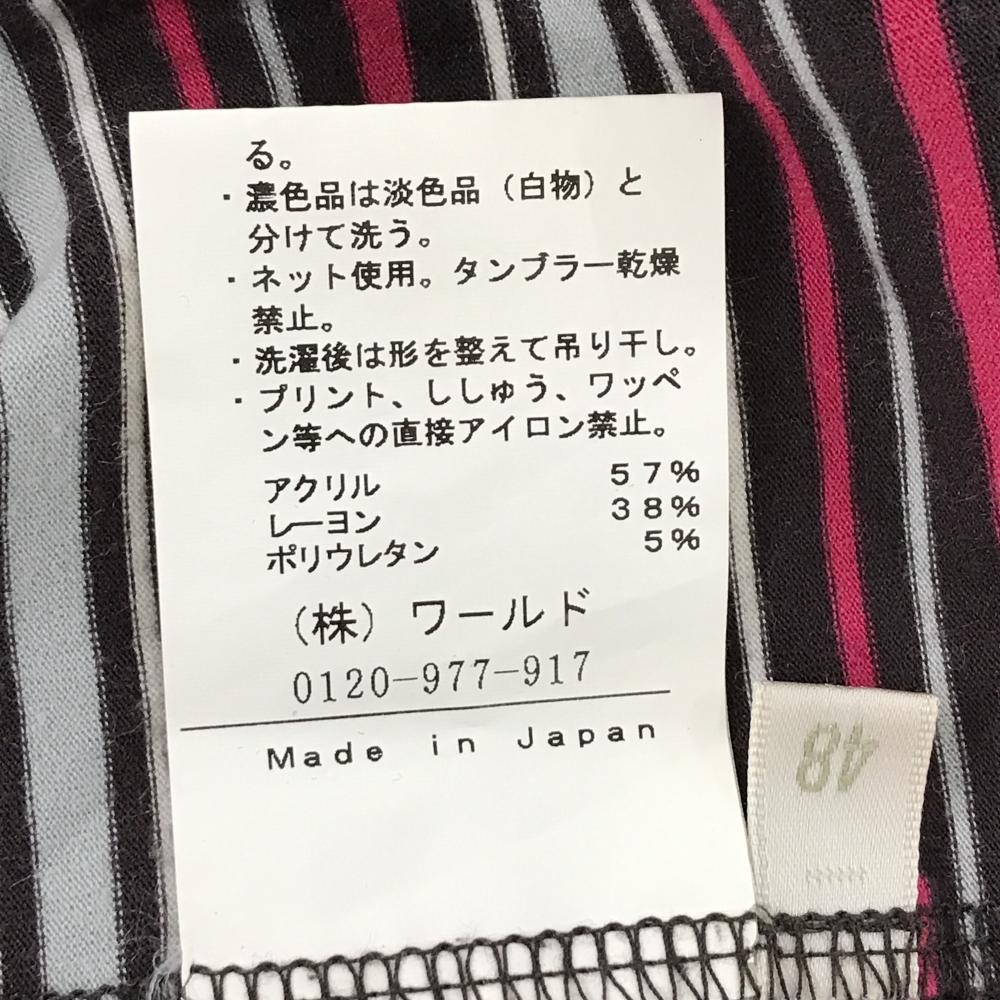 る。
・濃色品は淡色品（白物）と
分けて洗う。
・ネット使用。タンブラー乾燥
禁止。
・洗濯後は形を整えて吊り干し。
・プリント、ししゅう、ワッペ
ン等への直接アイロン禁止。
アクリル 57%
レーヨン 38%
ポリウレタン 5%
（株）ワールド
0120-977-917
Made in Japan
48